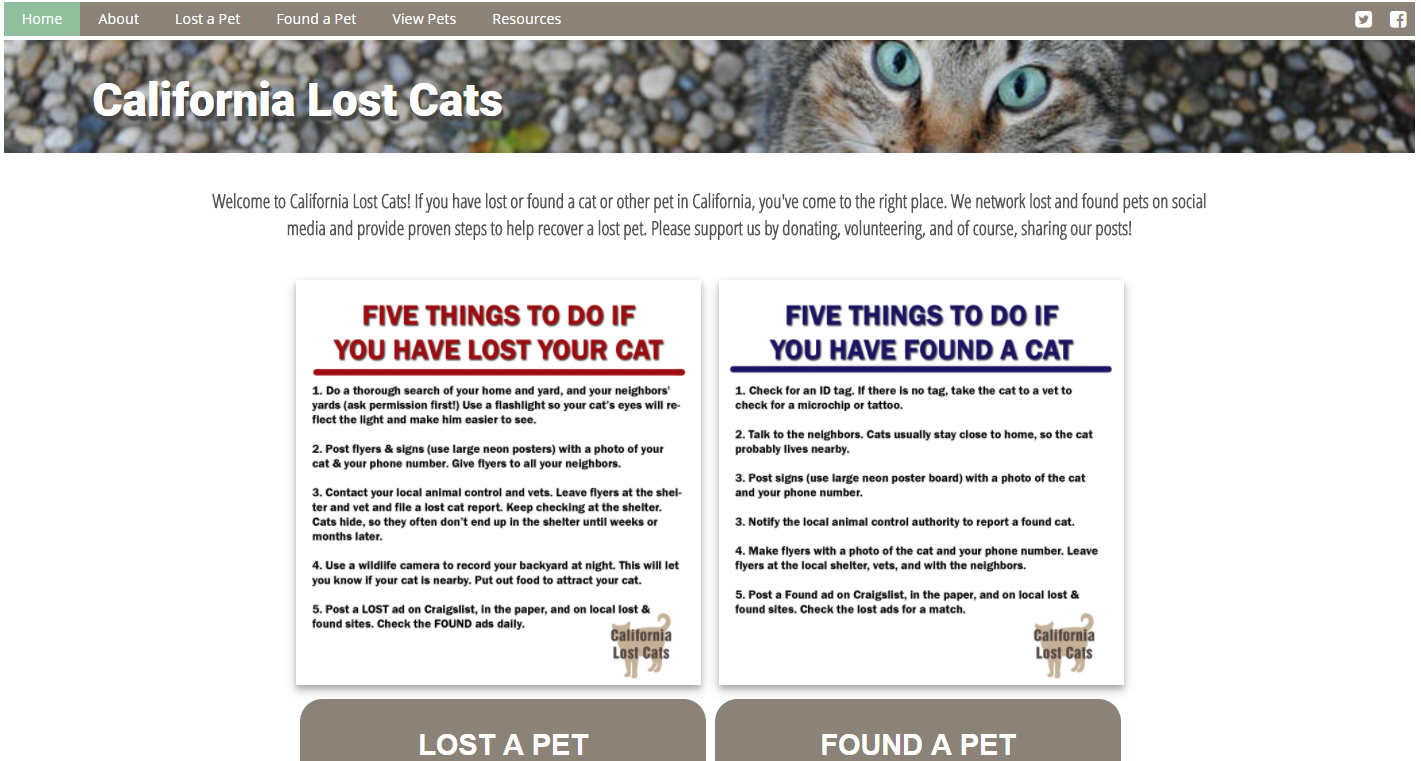 Home About Lost a Pet Found a Pet View Pets Resources
California Lost Cats
Welcome to California Lost Cats! If you have lost or found a cat or other pet in California, you've come to the right place. We network lost and found pets on social
media and provide proven steps to help recover a lost pet. Please support us by donating, volunteering, and of course, sharing our posts!
FIVE THINGS TO DO IF
YOU HAVE LOST YOUR CAT
1. Do a thorough search of your home and yard, and your neighbors'
yards (ask permission first!) Use a flashlight so your cat's eyes will re-
flect the light and make him easier to see.
2. Post flyers & signs (use large neon posters) with a photo of your
cat & your phone number. Give flyers to all your neighbors.
3. Contact your local animal control and vets. Leave flyers at the shel-
ter and vet and file a lost cat report. Keep checking at the shelter.
Cats hide, so they often don't end up in the shelter until weeks or
months later.
4. Use a wildlife camera to record your backyard at night. This will let
you know if your cat is nearby. Put out food to attract your cat.
5. Post a LOST ad on Craigslist, in the paper, and on local lost &
found sites. Check the FOUND ads daily.
California
Lost Cats
FIVE THINGS TO DO IF
YOU HAVE FOUND A CAT
1. Check for an ID tag. If there is no tag, take the cat to a vet to
check for a microchip or tattoo.
2. Talk to the neighbors. Cats usually stay close to home, so the cat
probably lives nearby.
3. Post signs (use large neon poster board) with a photo of the cat
and your phone number.
3. Notify the local animal control authority to report a found cat.
4. Make flyers with a photo of the cat and your phone number. Leave
flyers at the local shelter, vets, and with the neighbors.
5. Post a Found ad on Craigslist, in the paper, and on local lost &
found sites. Check the lost ads for a match.
California
Lost Cats
LOST A PET
FOUND A PET